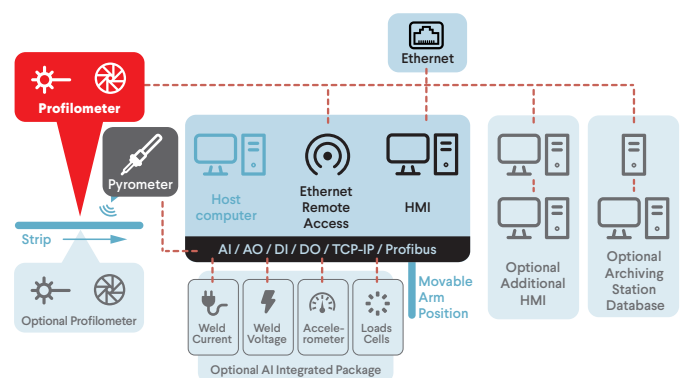 Ethernet
Profilometer
Pyrometer
Host
computer
Ethernet
Remote
Access
HMI
Strip
AI / AO / DI / DO / TCP-IP / Profibus
Optional Profilometer
Movable
Arm
Position
Weld
Current
Weld
Voltage
Accele-
rometer
Loads
Cells
Optional AI Integrated Package
Optional
Additional
HMI
Optional
Archiving
Station
Database